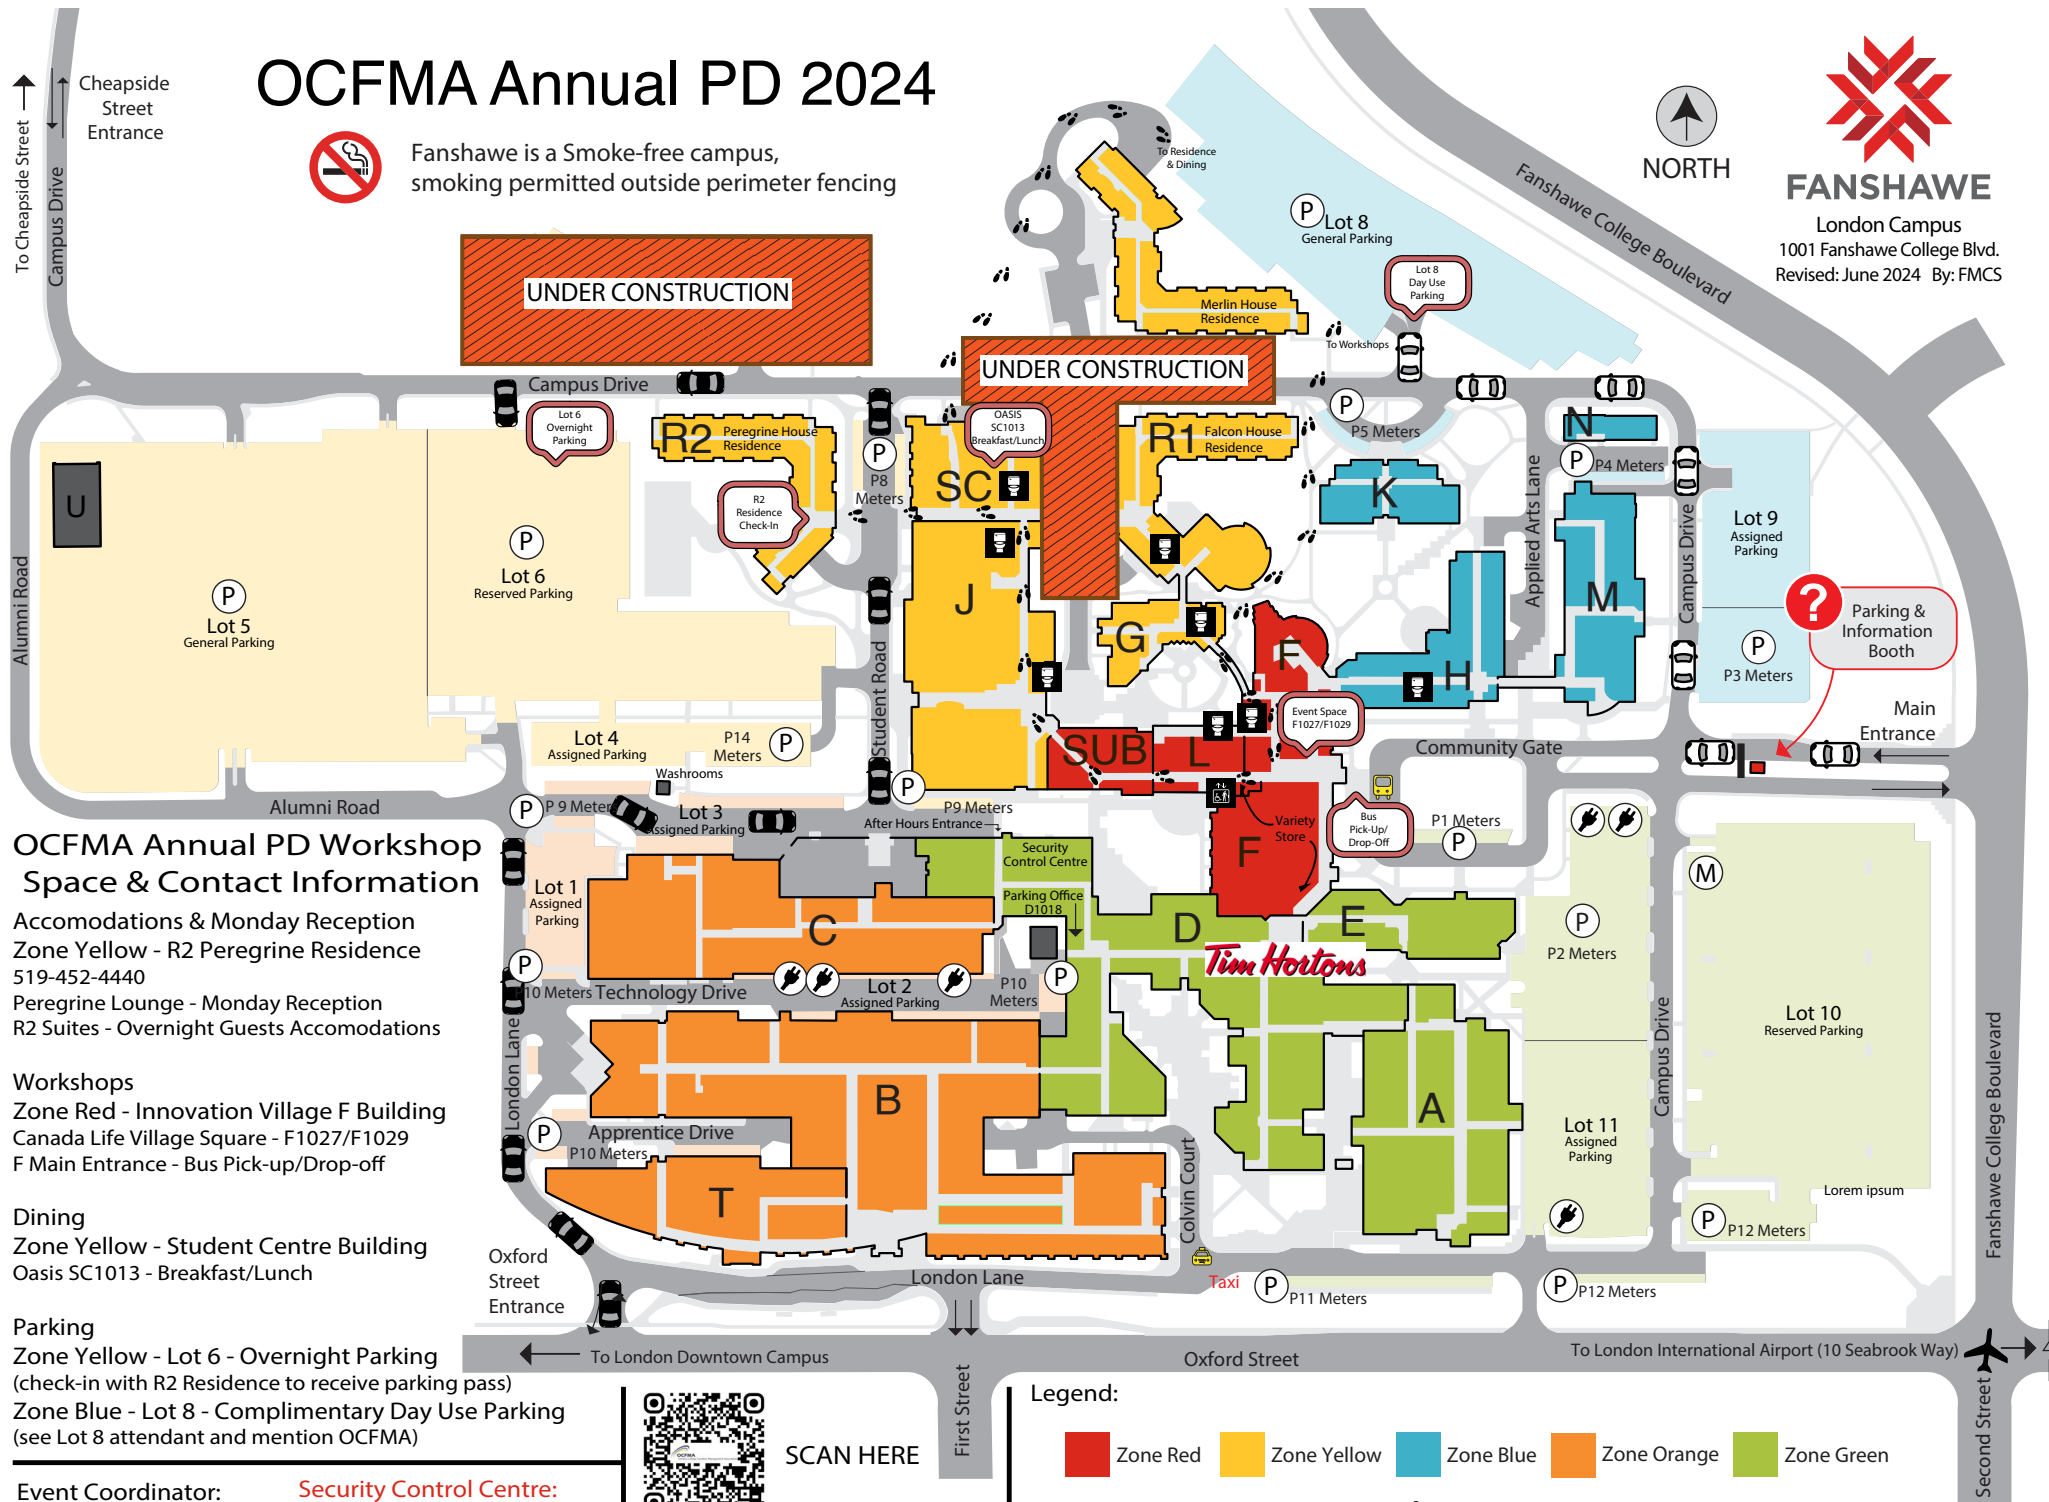 OCFMA Annual PD 2024
Fanshawe is a Smoke-free campus,
smoking permitted outside perimeter fencing
To Cheapside Street
Campus Drive
Cheapside
Street
Entrance
NORTH
FANSHAWE
London Campus
1001 Fanshawe College Blvd.
Revised: June 2024 By: FMCS
Fanshawe College Boulevard
To Residence
& Dining
P
Lot 8
General Parking
Lot 8
Day Use
Parking
UNDER CONSTRUCTION
Merlin House
Residence
To Workshops
UNDER CONSTRUCTION
Campus Drive
Lot 6
Overnight
Parking
R2
Peregrine House
Residence
P
P8
Meters
OASIS
SC1013
Breakfast/Lunch
SC
R1
Falcon House
Residence
P
P5 Meters
N
P
P4 Meters
K
Applied Arts Lane
M
Campus Drive
Lot 9
Assigned
Parking
U
Alumni Road
P
Lot 5
General Parking
P
Lot 6
Reserved Parking
R2
Residence
Check-In
J
G
F
H
?
Parking &
Information
Booth
P
P3 Meters
Student Road
Event Space
F1027/F1029
Main
Entrance
Community Gate
Lot 4
Assigned Parking
P14
Meters
P
SUB
L
Washrooms
P
P9 Meters
Alumni Road
P
P 9 Meters
Lot 3
Assigned Parking
After Hours Entrance
Variety
Store
Bus
Pick-Up/
Drop-Off
P1 Meters
P
Security
Control Centre
F
M
Lot 1
Assigned
Parking
C
Parking Office
D1018
D
E
Tim Hortons
P
P2 Meters
P
P10 Meters
Technology Drive
Lot 2
Assigned Parking
P10
Meters
P
Lot 10
Reserved Parking
London Lane
B
A
Campus Drive
Fanshawe College Boulevard
P
Apprentice Drive
P10 Meters
Lot 11
Assigned
Parking
T
Colvin Court
Lorem ipsum
P
P12 Meters
Oxford
Street
Entrance
London Lane
Taxi
P
P11 Meters
P
P12 Meters
To London Downtown Campus
Oxford Street
To London International Airport (10 Seabrook Way)
First Street
Second Street
OCFMA Annual PD Workshop
Space & Contact Information
Accomodations & Monday Reception
Zone Yellow - R2 Peregrine Residence
519-452-4440
Peregrine Lounge - Monday Reception
R2 Suites - Overnight Guests Accomodations
Workshops
Zone Red - Innovation Village F Building
Canada Life Village Square - F1027/F1029
F Main Entrance - Bus Pick-up/Drop-off
Dining
Zone Yellow - Student Centre Building
Oasis SC1013 - Breakfast/Lunch
Parking
Zone Yellow - Lot 6 - Overnight Parking
(check-in with R2 Residence to receive parking pass)
Zone Blue - Lot 8 - Complimentary Day Use Parking
(see Lot 8 attendant and mention OCFMA)
Event Coordinator:
Security Control Centre:
OCFMA
SCAN HERE
Legend:
Zone Red
Zone Yellow
Zone Blue
Zone Orange
Zone Green